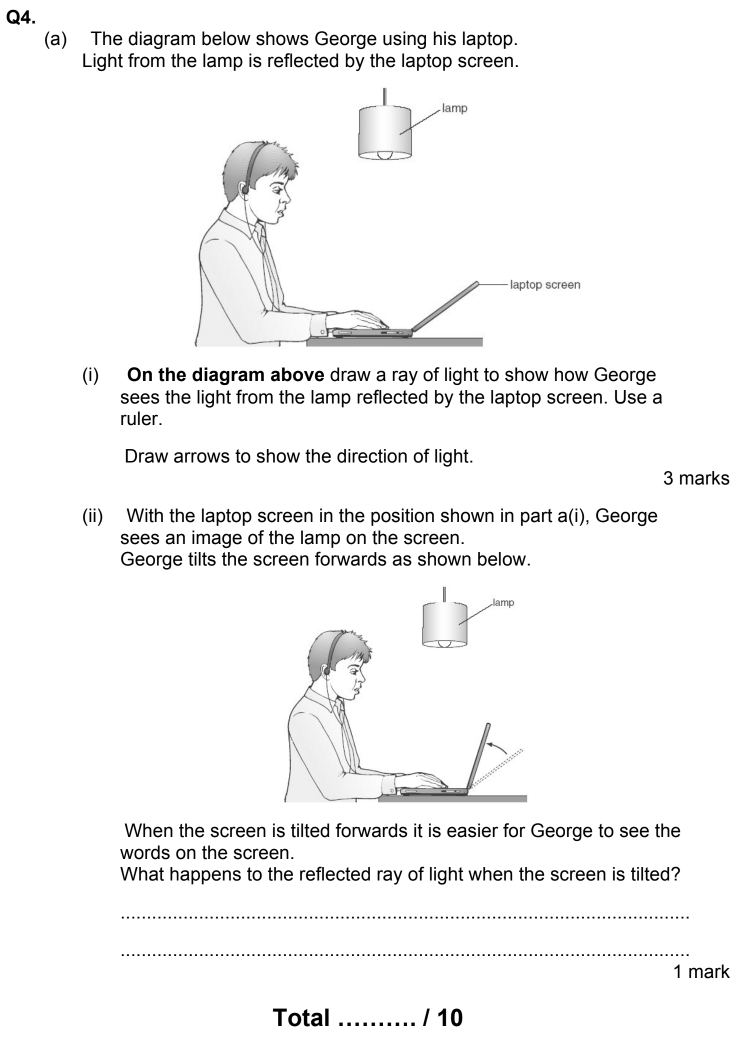 Q4.
(a) The diagram below shows George using his laptop.
Light from the lamp is reflected by the laptop screen.
lamp
laptop screen
(i) On the diagram above draw a ray of light to show how George
sees the light from the lamp reflected by the laptop screen. Use a
ruler.
Draw arrows to show the direction of light.
3 marks
(ii) With the laptop screen in the position shown in part a(i), George
sees an image of the lamp on the screen.
George tilts the screen forwards as shown below.
lamp
When the screen is tilted forwards it is easier for George to see the
words on the screen.
What happens to the reflected ray of light when the screen is tilted?
.............................................................................................................
.............................................................................................................
1 mark
Total .......... / 10